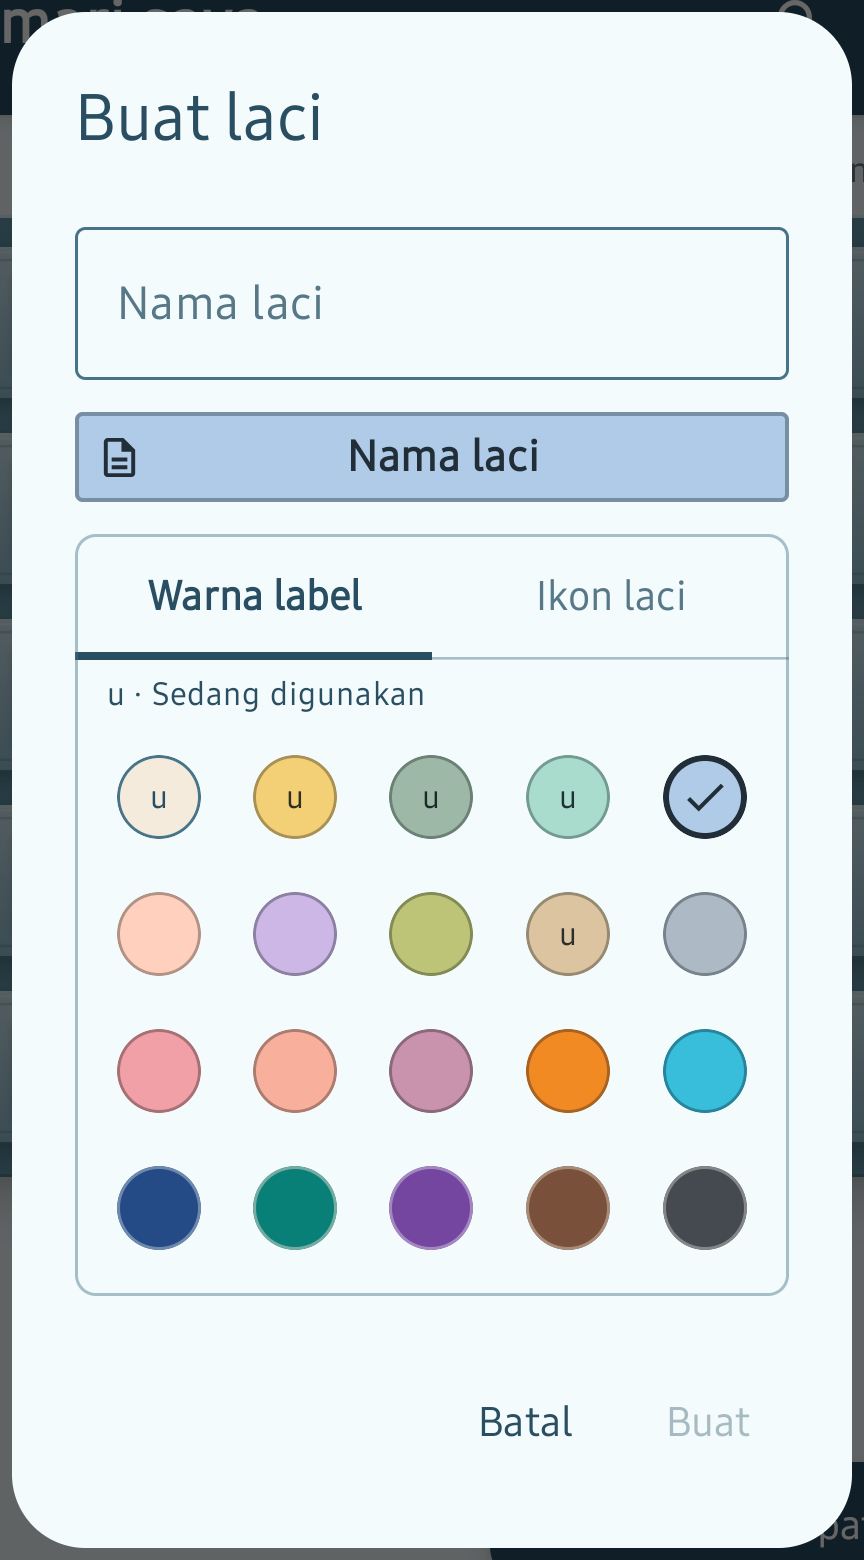 Buat laci
Nama laci
Nama laci
Warna label
Ikon laci
u · Sedang digunakan
u u u u
u
Batal
Buat